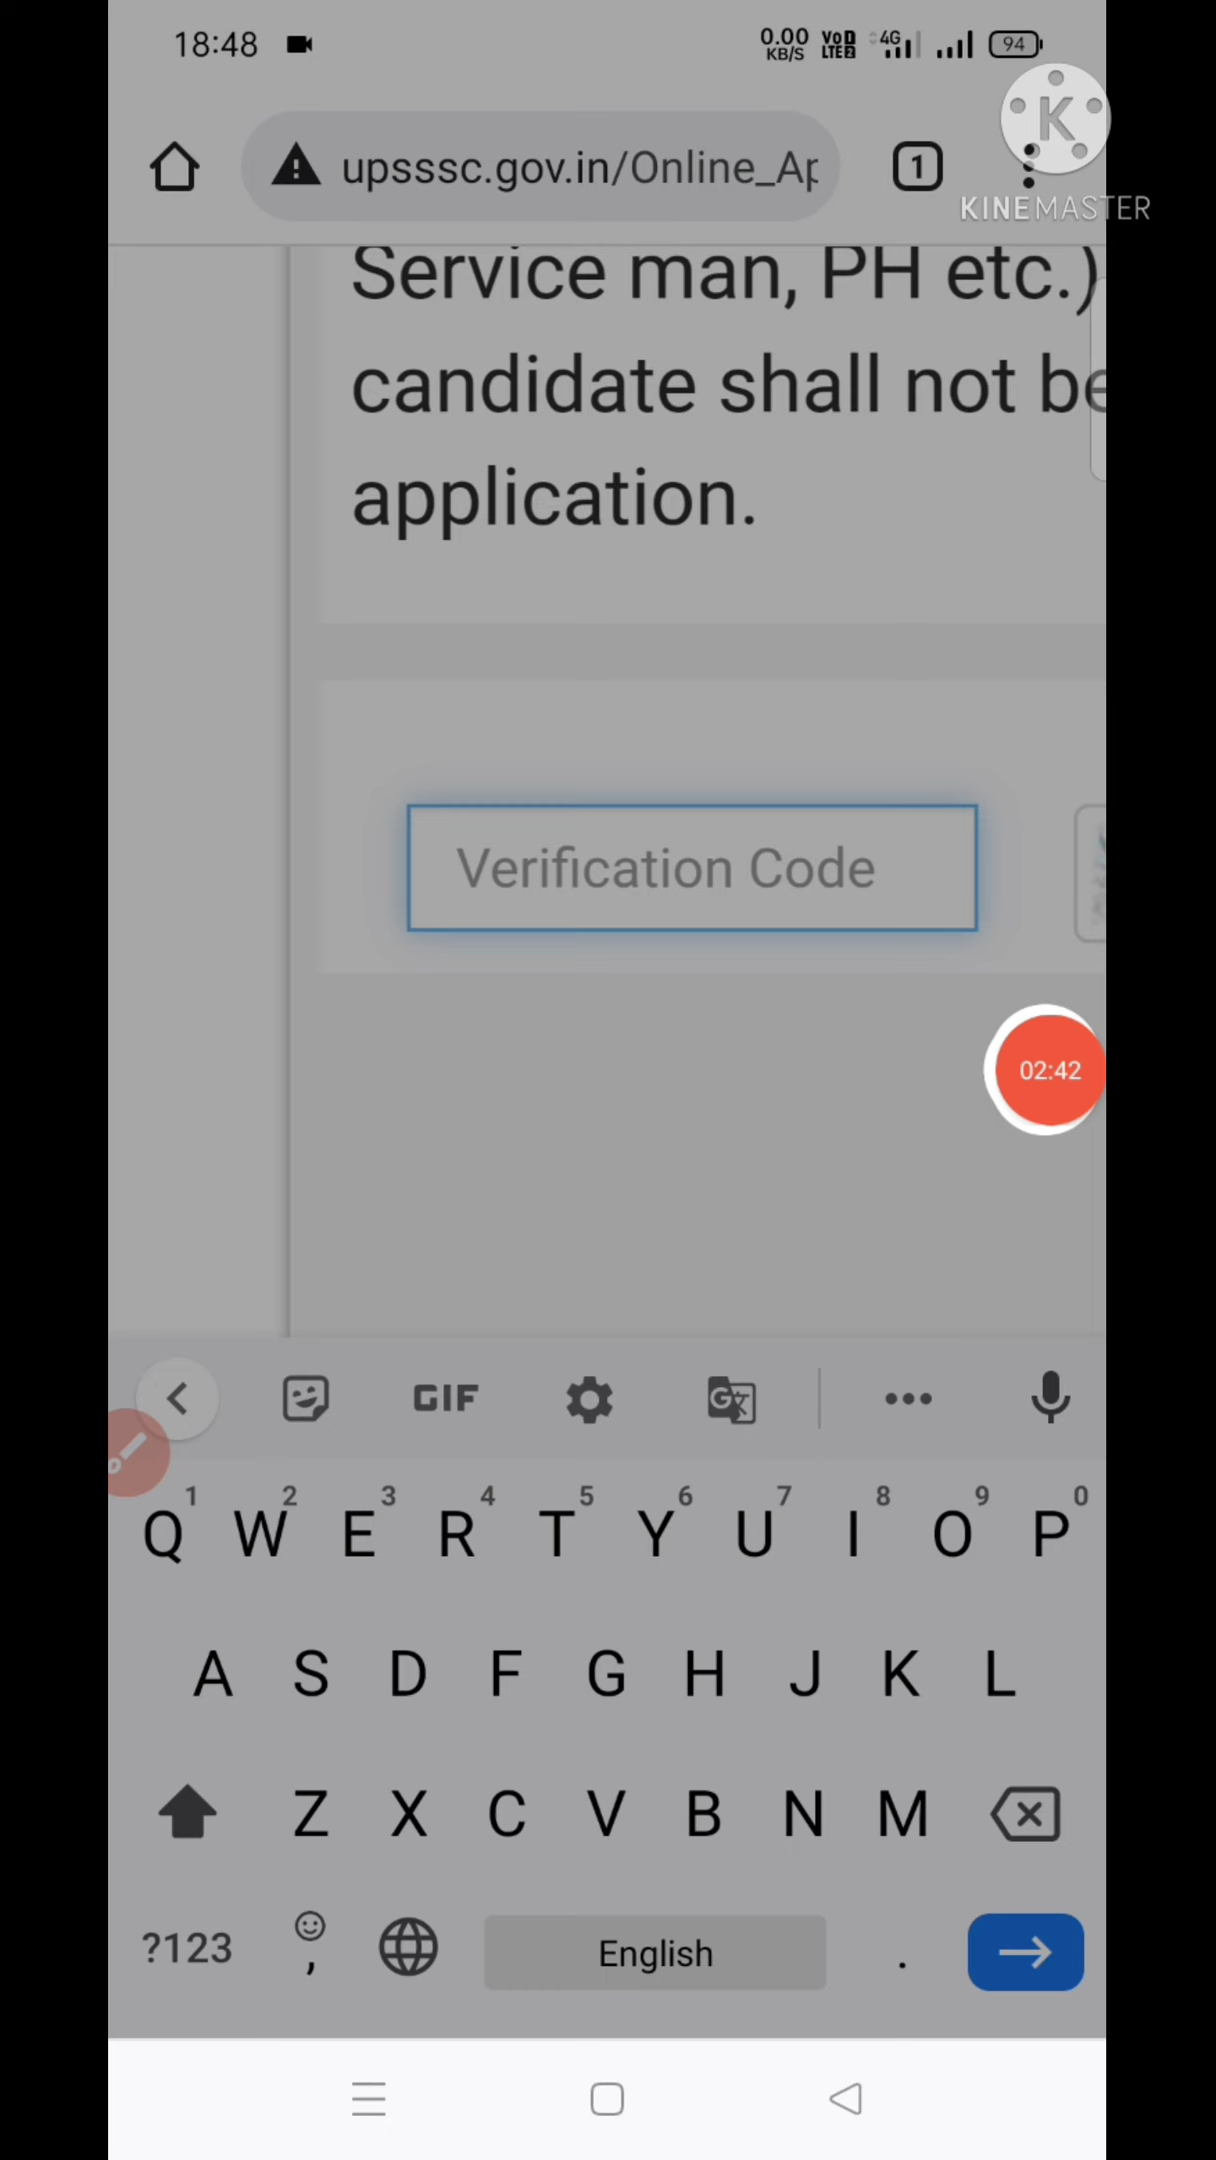 18:48
0.00 KB/S
VoD LTE2
4G
94
upsssc.gov.in/Online_Ap
1
K
KINEMASTER
Service man, PH etc.)
candidate shall not be
application.
Verification Code
02:42
GIF
G
1 2 3 4 5 6 7 8 9 0
Q W E R T Y U I O P
A S D F G H J K L
Z X C V B N M
?123 , English .